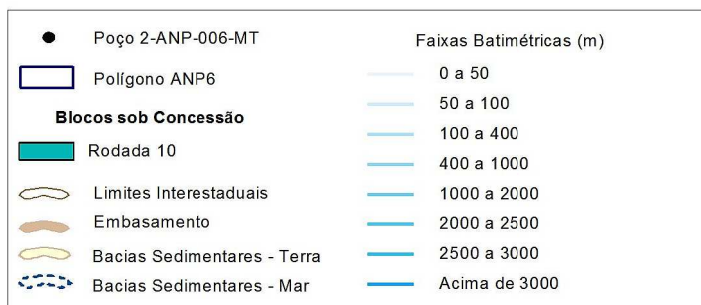 Poço 2-ANP-006-MT
Polígono ANP6
Blocos sob Concessão
Rodada 10
Limites Interestaduais
Embasamento
Bacias Sedimentares - Terra
Bacias Sedimentares - Mar
Faixas Batimétricas (m)
0 a 50
50 a 100
100 a 400
400 a 1000
1000 a 2000
2000 a 2500
2500 a 3000
Acima de 3000